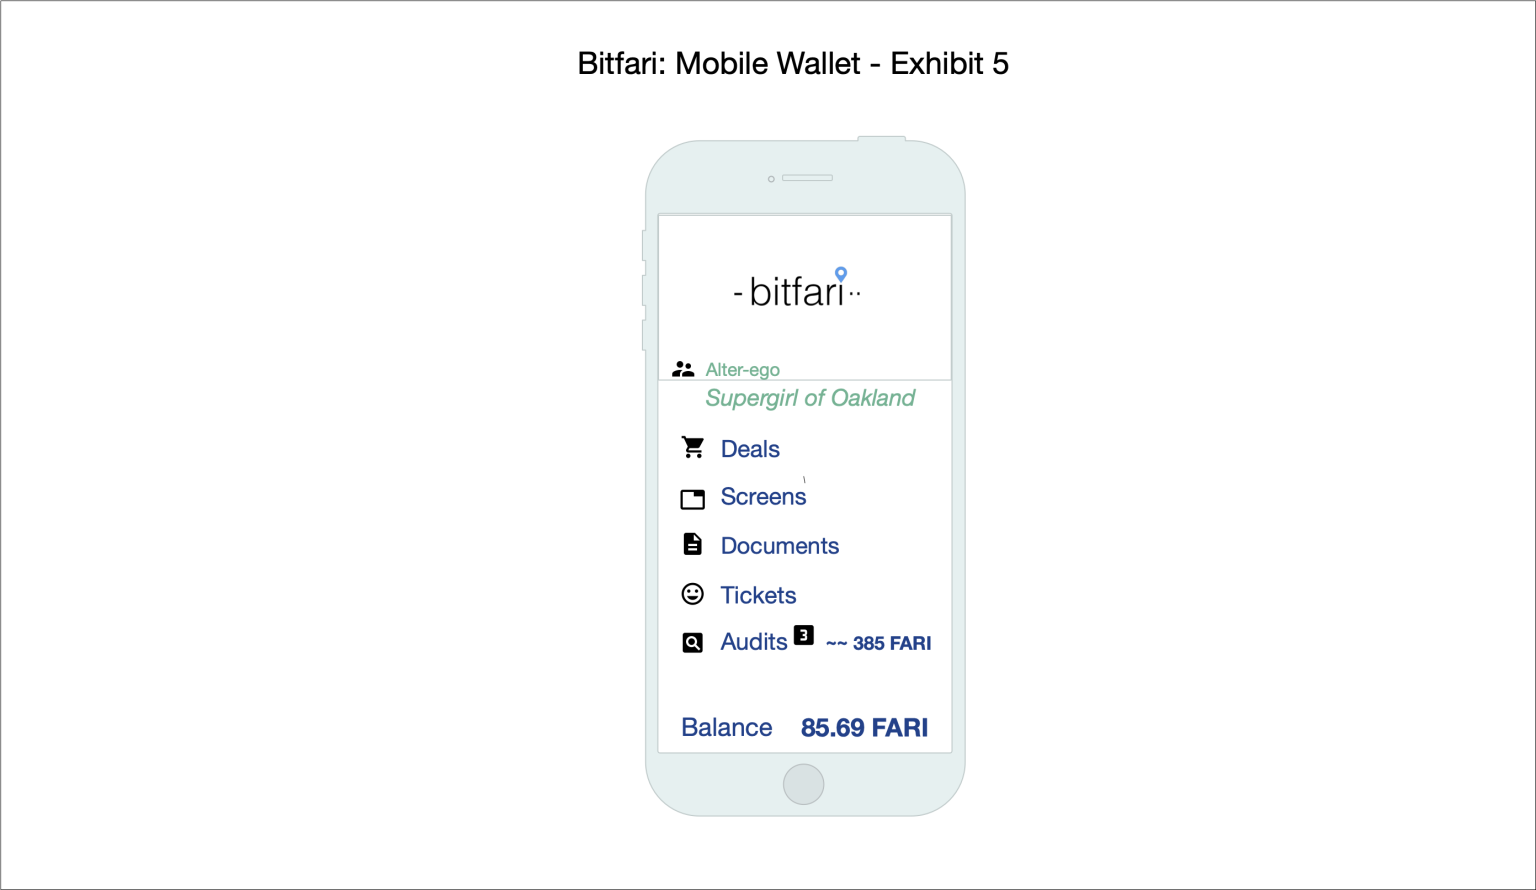 Bitfari: Mobile Wallet - Exhibit 5
-bitfari··
Alter-ego
Supergirl of Oakland
Deals
Screens
Documents
Tickets
Audits 3 ~~ 385 FARI
Balance 85.69 FARI